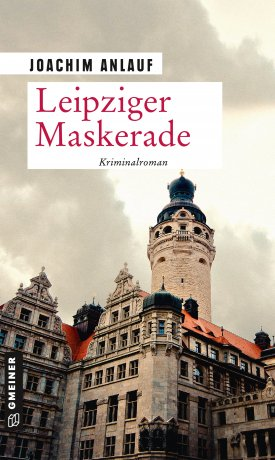 JOACHIM ANLAUF
Leipziger
Maskerade
Kriminalroman
GMEINER